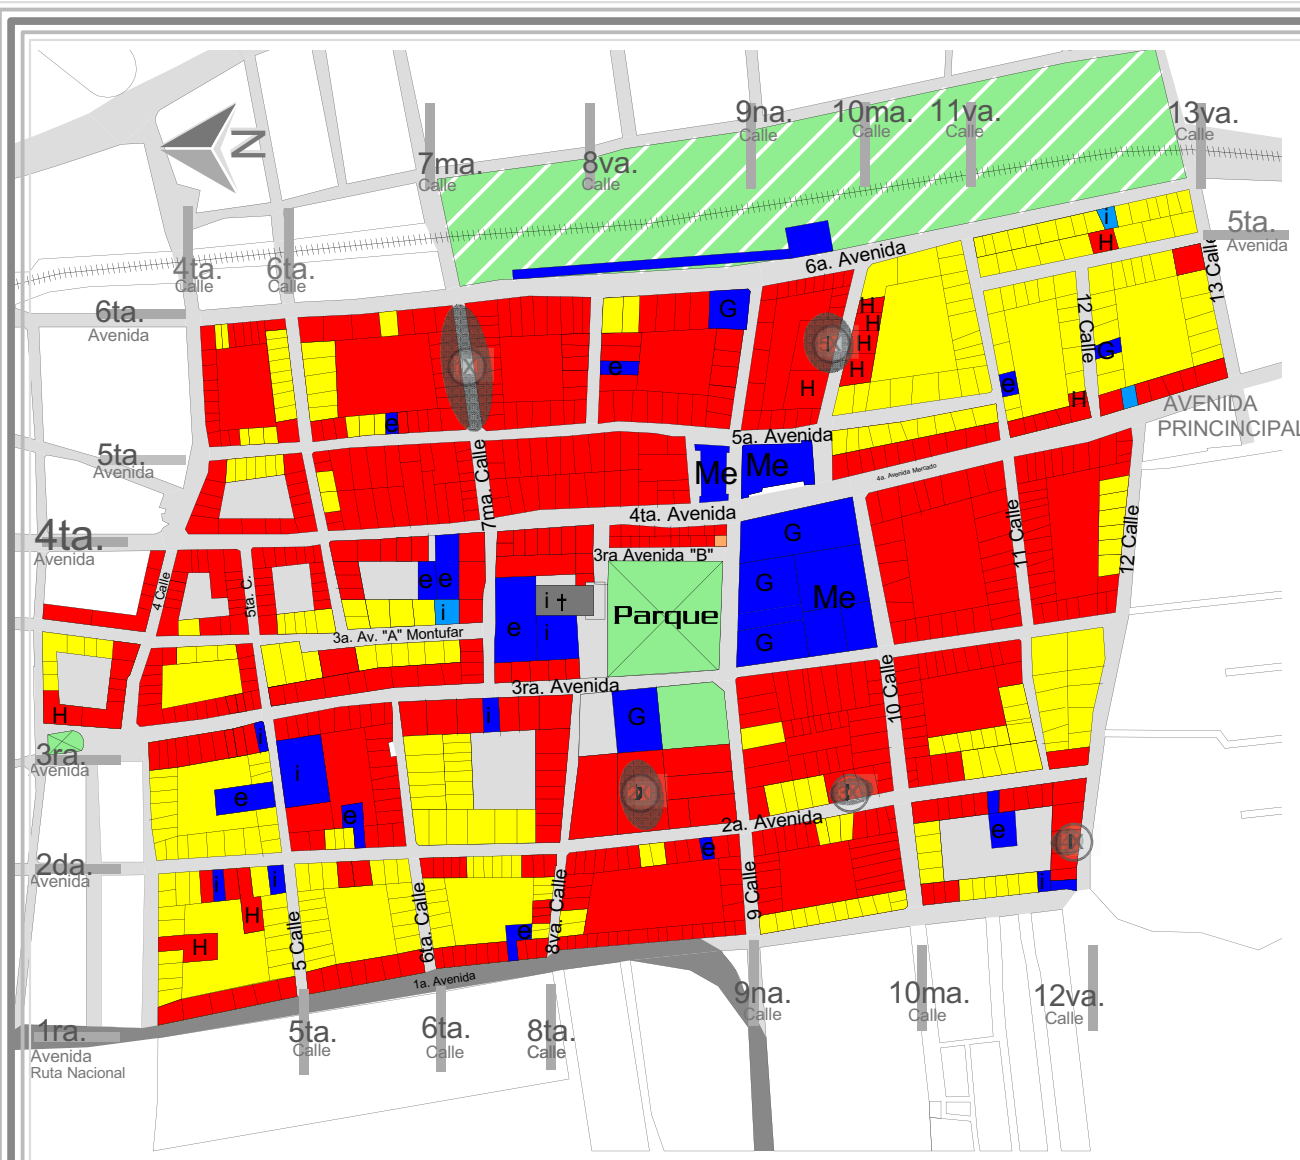 9na.
Calle
10ma.
Calle
11va.
Calle
13va.
Calle
7ma.
Calle
8va.
Calle
N
5ta.
Avenida
4ta.
Calle
6ta.
Calle
6ta.
Avenida
6a. Avenida
i
H
13 Calle
12 Calle
G
e
H
H
H
H
H
G
e
e
H
AVENIDA
PRINCINCIPAL
5ta.
Avenida
5a. Avenida
Me
Me
4a. Avenida Mercado
7ma. Calle
4ta. Avenida
4ta.
Avenida
G
11 Calle
12 Calle
3ra Avenida "B"
4 Calle
5ta. C.
e e
i
i †
e
i
Parque
G
Me
G
3a. Av. "A" Montufar
3ra. Avenida
10 Calle
H
i
i
G
3ra.
Avenida
i
e
e
2a. Avenida
e
e
2da.
Avenida
i
i
i
H
H
e
5 Calle
6ta. Calle
8va. Calle
9 Calle
1a. Avenida
1ra.
Avenida
Ruta Nacional
5ta.
Calle
6ta.
Calle
8ta.
Calle
9na.
Calle
10ma.
Calle
12va.
Calle